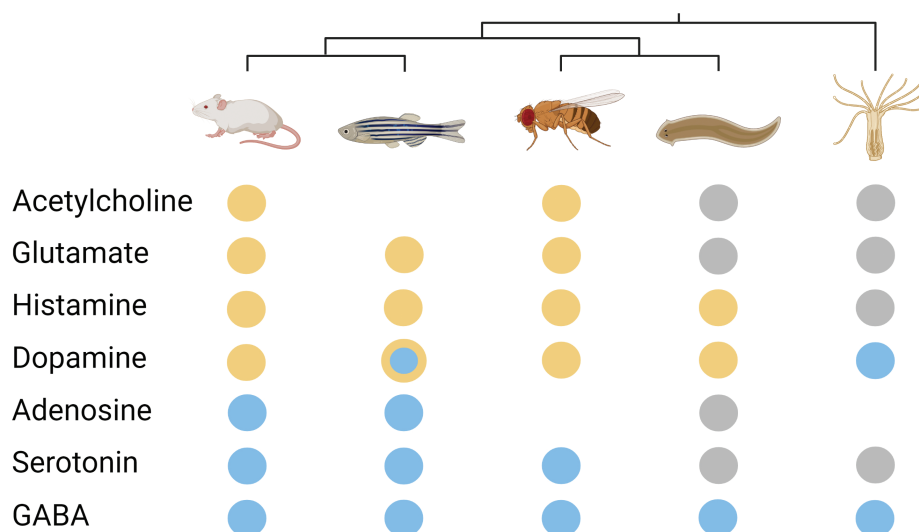 Acetylcholine
Glutamate
Histamine
Dopamine
Adenosine
Serotonin
GABA